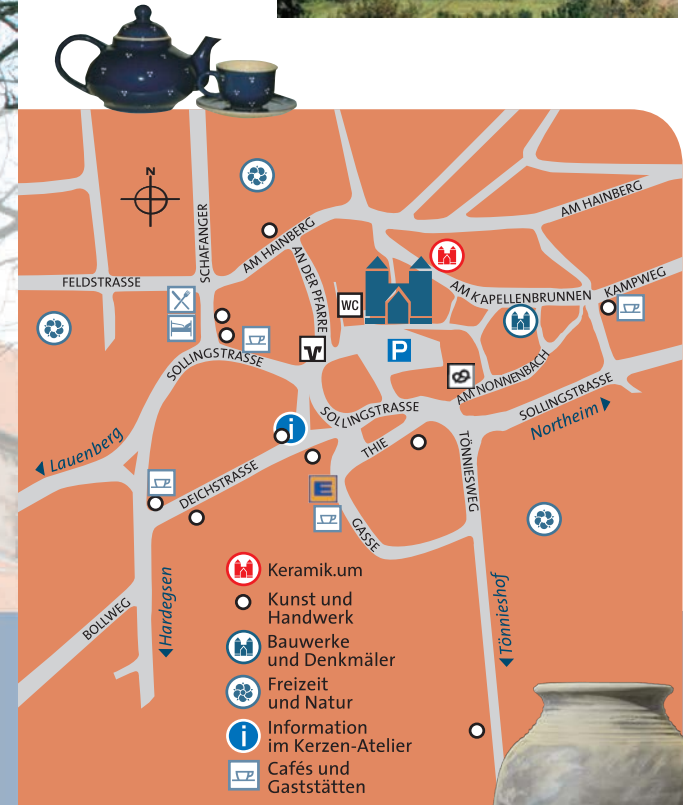 N
SCHAFANGER
AM HAINBERG
AM HAINBERG
AN DER PFARRE
FELDSTRASSE
WC
AM KAPELLENBRUNNEN
KAMPWEG
P
SOLLINGSTRASSE
AM NONNENBACH
SOLLINGSTRASSE
SOLLINGSTRASSE
Northeim
i
THIE
TÖNNIESWEG
Lauenberg
DEICHSTRASSE
E
GASSE
Hardegsen
Tönnieshof
BOLLWEG
Keramik.um
Kunst und
Handwerk
Bauwerke
und Denkmäler
Freizeit
und Natur
i
Information
im Kerzen-Atelier
Cafés und
Gaststätten